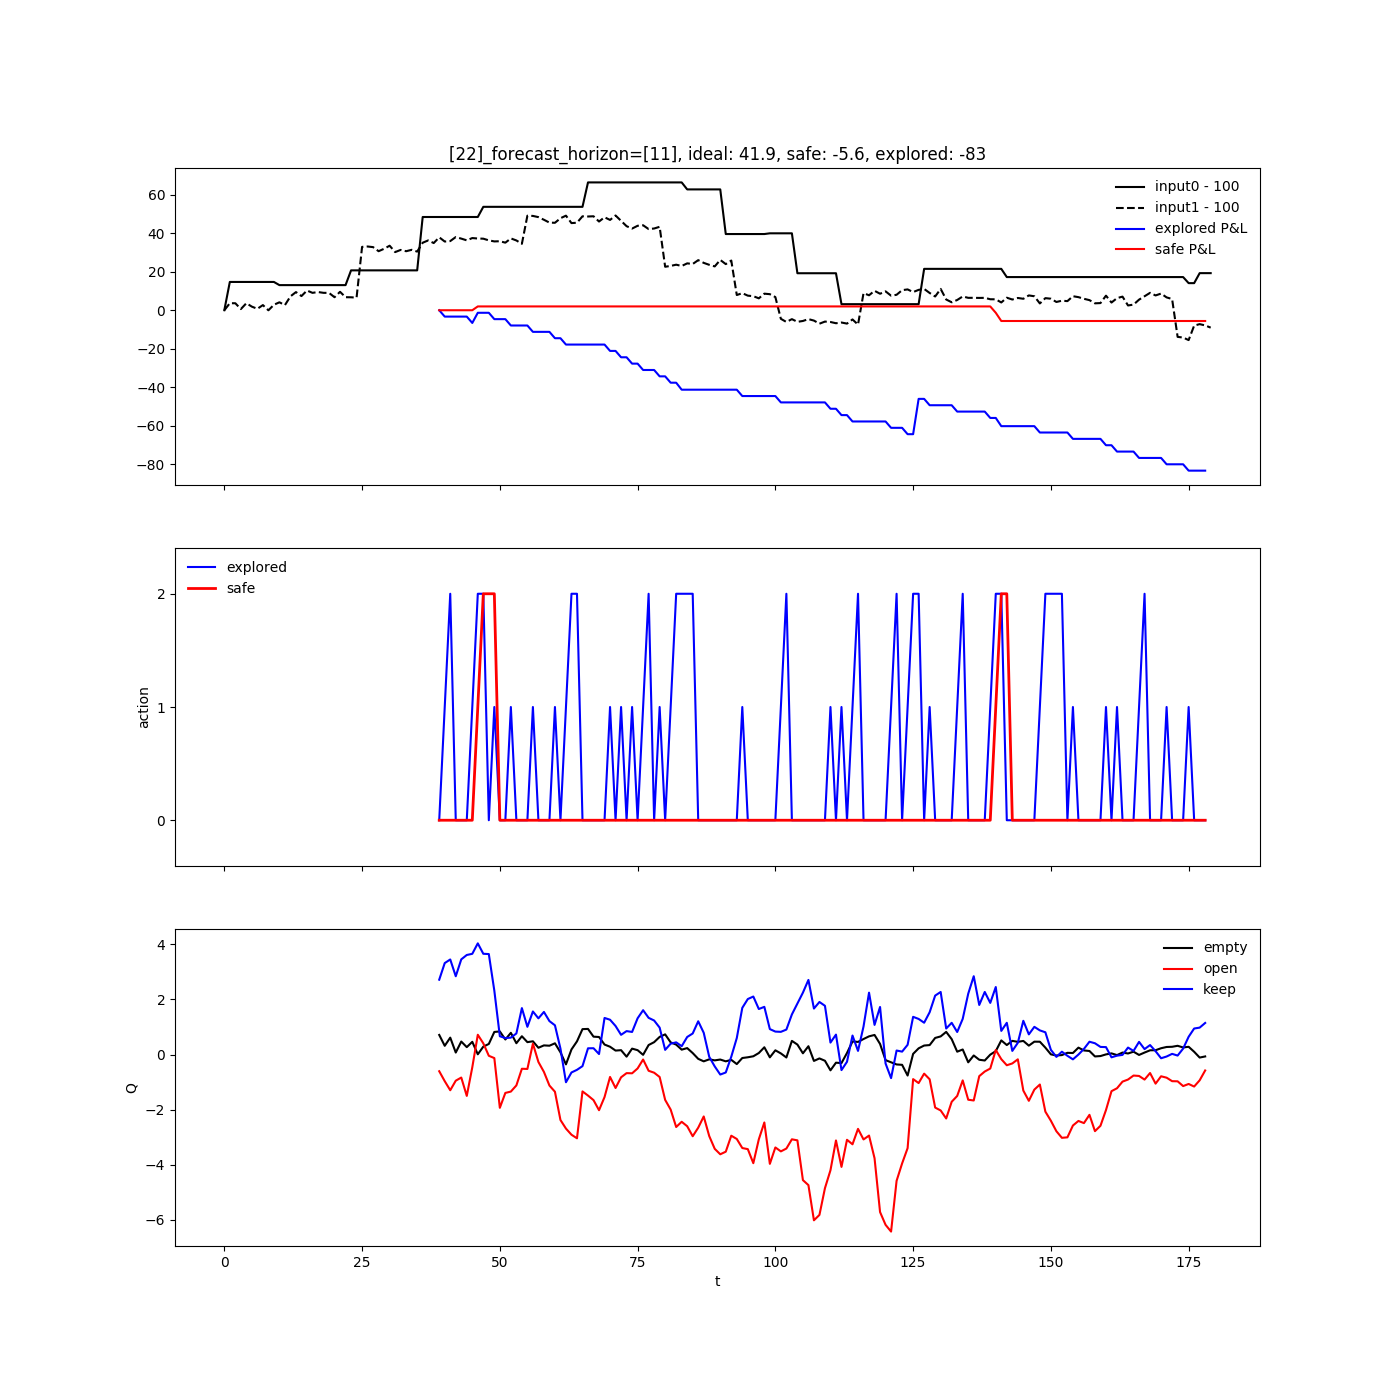 [22]_forecast_horizon=[11], ideal: 41.9, safe: -5.6, explored: -83
60
40
20
0
−20
−40
−60
−80
input0 - 100
input1 - 100
explored P&L
safe P&L
2
1
0
action
explored
safe
4
2
0
−2
−4
−6
Q
empty
open
keep
0 25 50 75 100 125 150 175
t